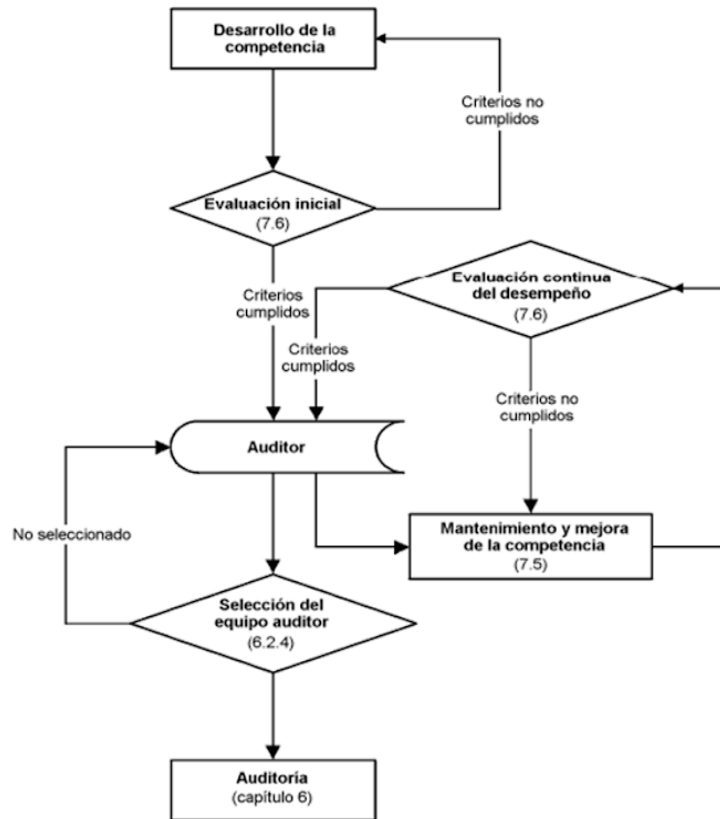 Desarrollo de la
competencia
Criterios no
cumplidos
Evaluación inicial
(7.6)
Evaluación continua
del desempeño
(7.6)
Criterios
cumplidos
Criterios
cumplidos
Criterios no
cumplidos
Auditor
No seleccionado
Mantenimiento y mejora
de la competencia
(7.5)
Selección del
equipo auditor
(6.2.4)
Auditoría
(capítulo 6)